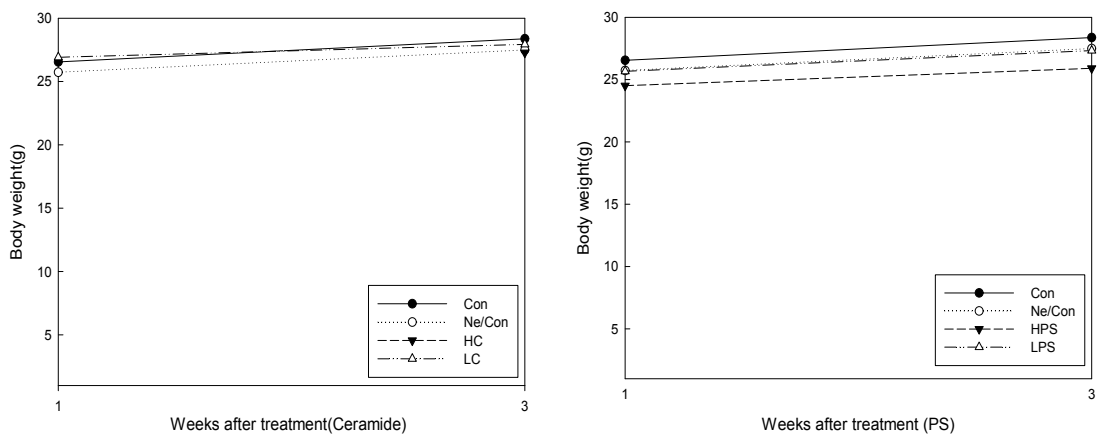 30
25
20
15
10
5
Body weight(g)
Con
Ne/Con
HC
LC
1
3
Weeks after treatment(Ceramide)
30
25
20
15
10
5
Body weight(g)
Con
Ne/Con
HPS
LPS
1
3
Weeks after treatment (PS)